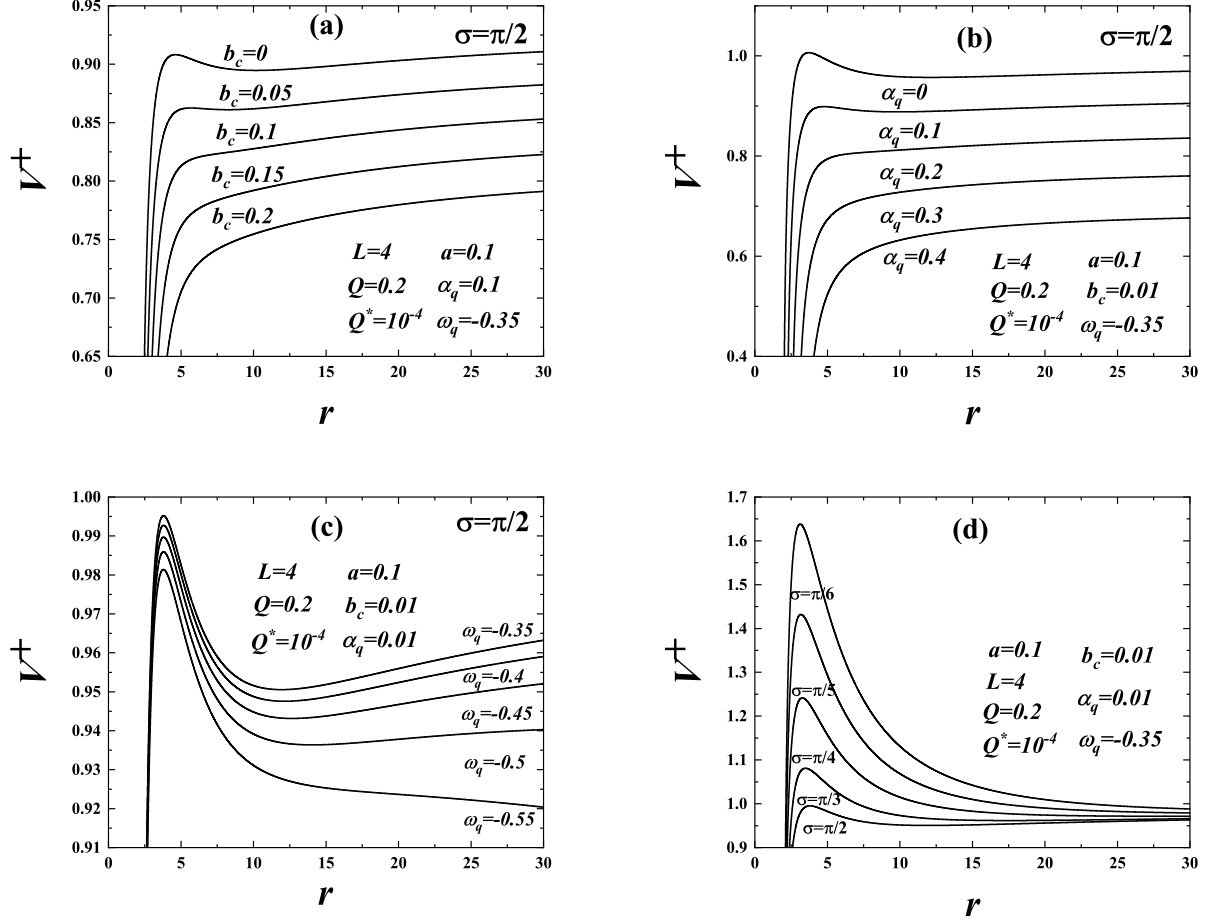 (a)
σ=π/2
b_c=0
b_c=0.05
b_c=0.1
b_c=0.15
b_c=0.2
L=4 a=0.1
Q=0.2 α_q=0.1
Q^*=10^-4 ω_q=-0.35
0.95
0.90
0.85
0.80
0.75
0.70
0.65
0 5 10 15 20 25 30
V^+
r
(b)
σ=π/2
α_q=0
α_q=0.1
α_q=0.2
α_q=0.3
α_q=0.4
L=4 a=0.1
Q=0.2 b_c=0.01
Q^*=10^-4 ω_q=-0.35
1.0
0.8
0.6
0.4
0 5 10 15 20 25 30
V^+
r
(c)
σ=π/2
L=4 a=0.1
Q=0.2 b_c=0.01
Q^*=10^-4 α_q=0.01
ω_q=-0.35
ω_q=-0.4
ω_q=-0.45
ω_q=-0.5
ω_q=-0.55
1.00
0.99
0.98
0.97
0.96
0.95
0.94
0.93
0.92
0.91
0 5 10 15 20 25 30
V^+
r
(d)
σ=π/6
σ=π/5
σ=π/4
σ=π/3
σ=π/2
a=0.1 b_c=0.01
L=4
Q=0.2 α_q=0.01
Q^*=10^-4 ω_q=-0.35
1.7
1.6
1.5
1.4
1.3
1.2
1.1
1.0
0.9
0 5 10 15 20 25 30
V^+
r